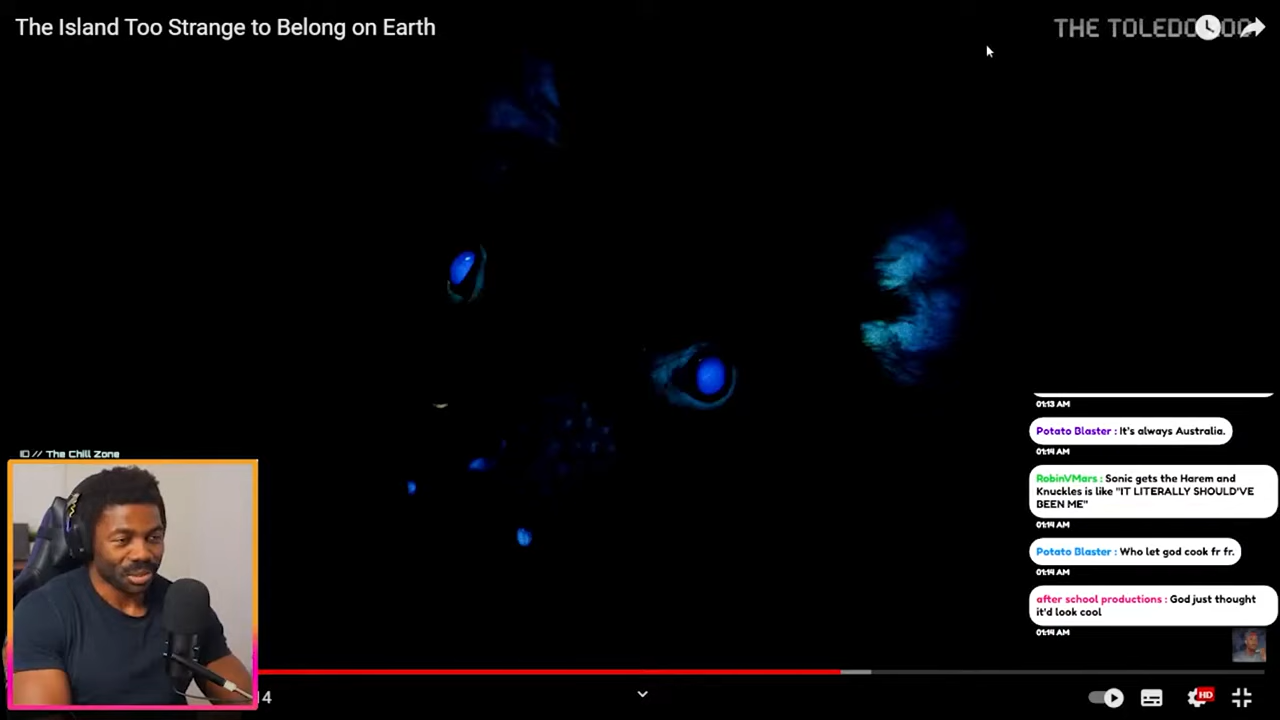 The Island Too Strange to Belong on Earth
THE TOLEDO
01:13 AM
Potato Blaster : It's always Australia.
01:14 AM
RobinVMars : Sonic gets the Harem and
Knuckles is like "IT LITERALLY SHOULD'VE
BEEN ME"
01:14 AM
Potato Blaster : Who let god cook fr fr.
01:14 AM
after school productions : God just thought
it'd look cool
01:14 AM
// The Chill Zone
14
HD